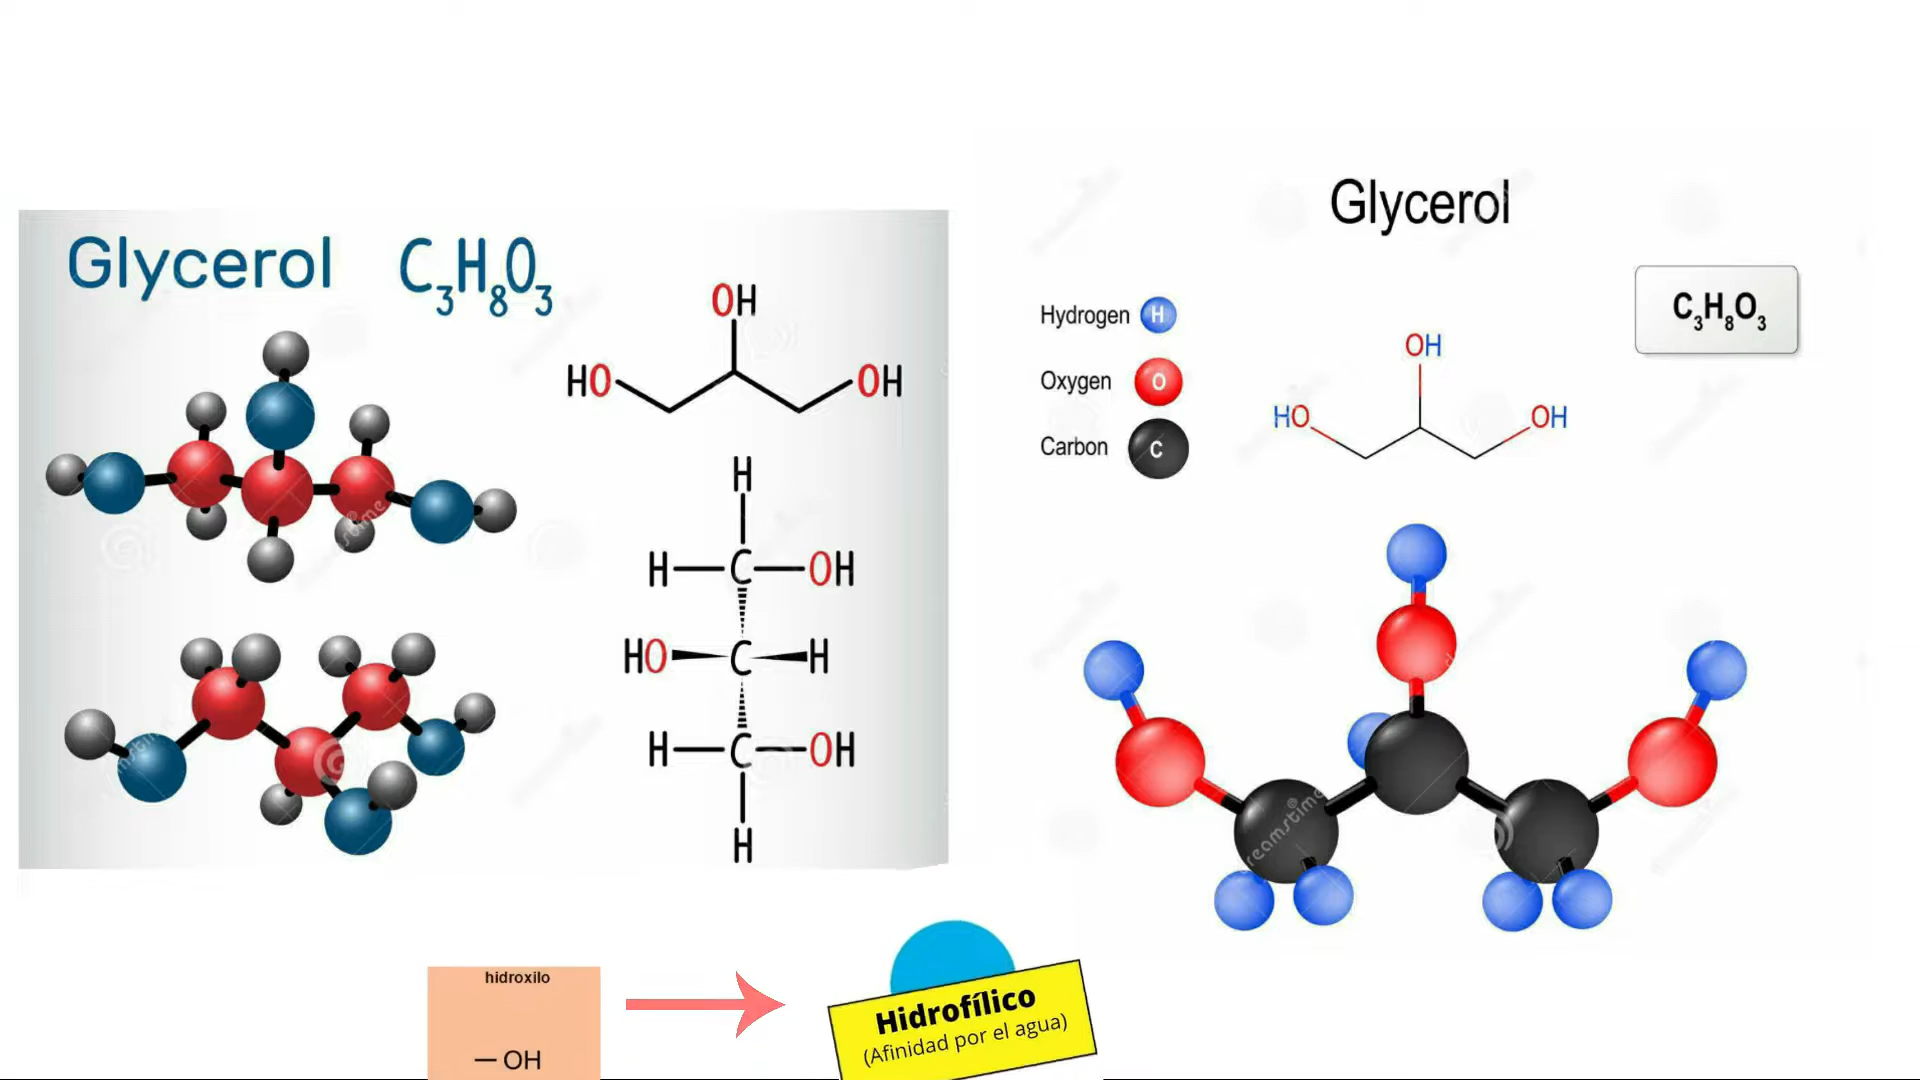 Glycerol C₃H₈O₃
OH
HO OH
H
H C OH
HO C H
H C OH
H
Glycerol
C₃H₈O₃
Hydrogen H
Oxygen O
Carbon C
OH
HO OH
dreamstime
hidroxilo
— OH
Hidrofílico
(Afinidad por el agua)